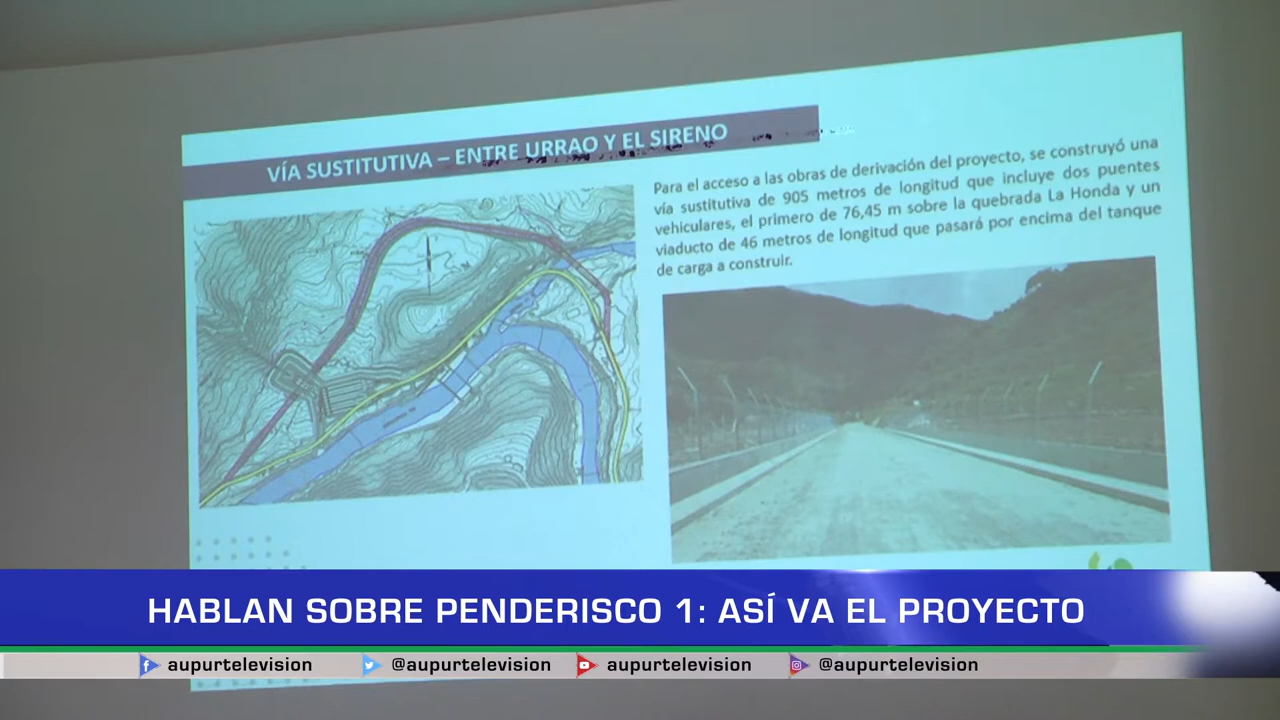 VÍA SUSTITUTIVA – ENTRE URRAO Y EL SIRENO
Para el acceso a las obras de derivación del proyecto, se construyó una
vía sustitutiva de 905 metros de longitud que incluye dos puentes
vehiculares, el primero de 76,45 m sobre la quebrada La Honda y un
viaducto de 46 metros de longitud que pasará por encima del tanque
de carga a construir.
HABLAN SOBRE PENDERISCO 1: ASÍ VA EL PROYECTO
aupurtelevision @aupurtelevision aupurtelevision @aupurtelevision